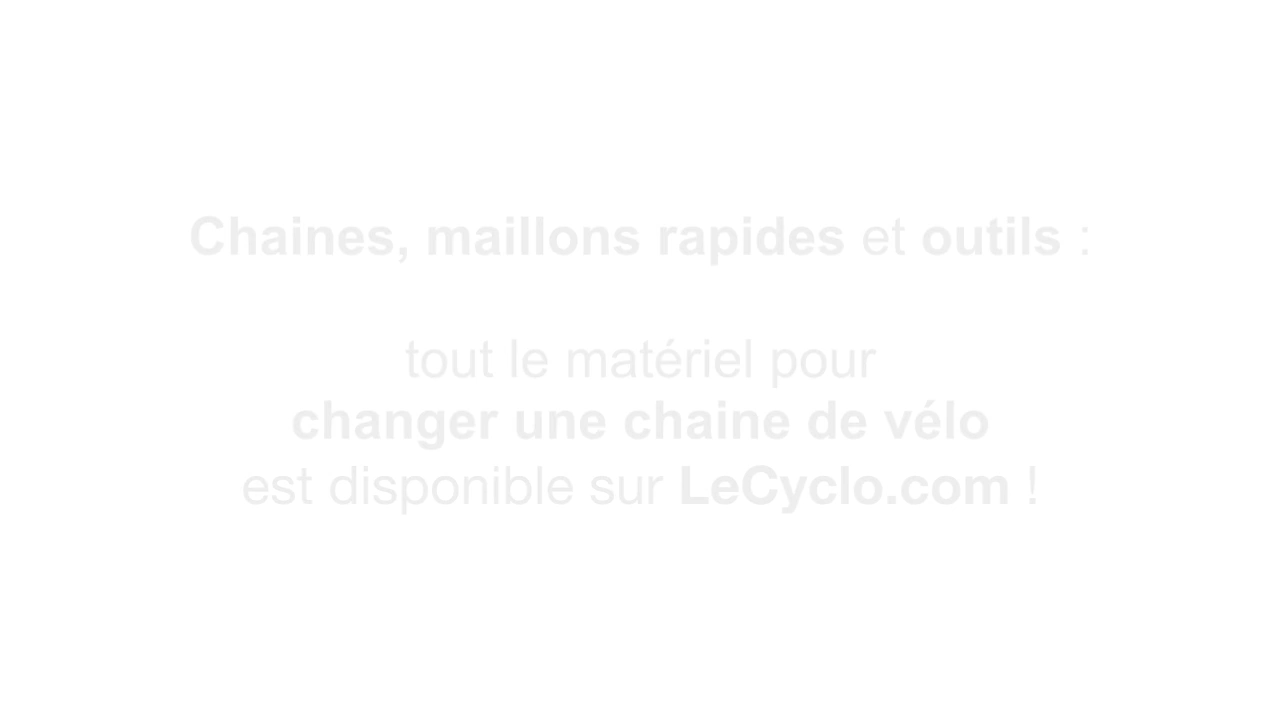 Chaines, maillons rapides et outils :
tout le matériel pour
changer une chaine de vélo
est disponible sur LeCyclo.com !